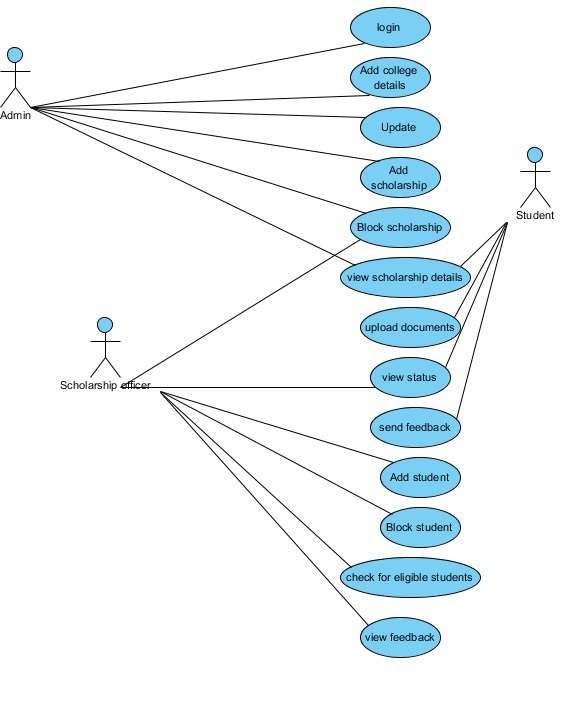 login
Add college
details
Admin
Update
Add
scholarship
Student
Block scholarship
view scholarship details
upload documents
view status
Scholarship officer
send feedback
Add student
Block student
check for eligible students
view feedback